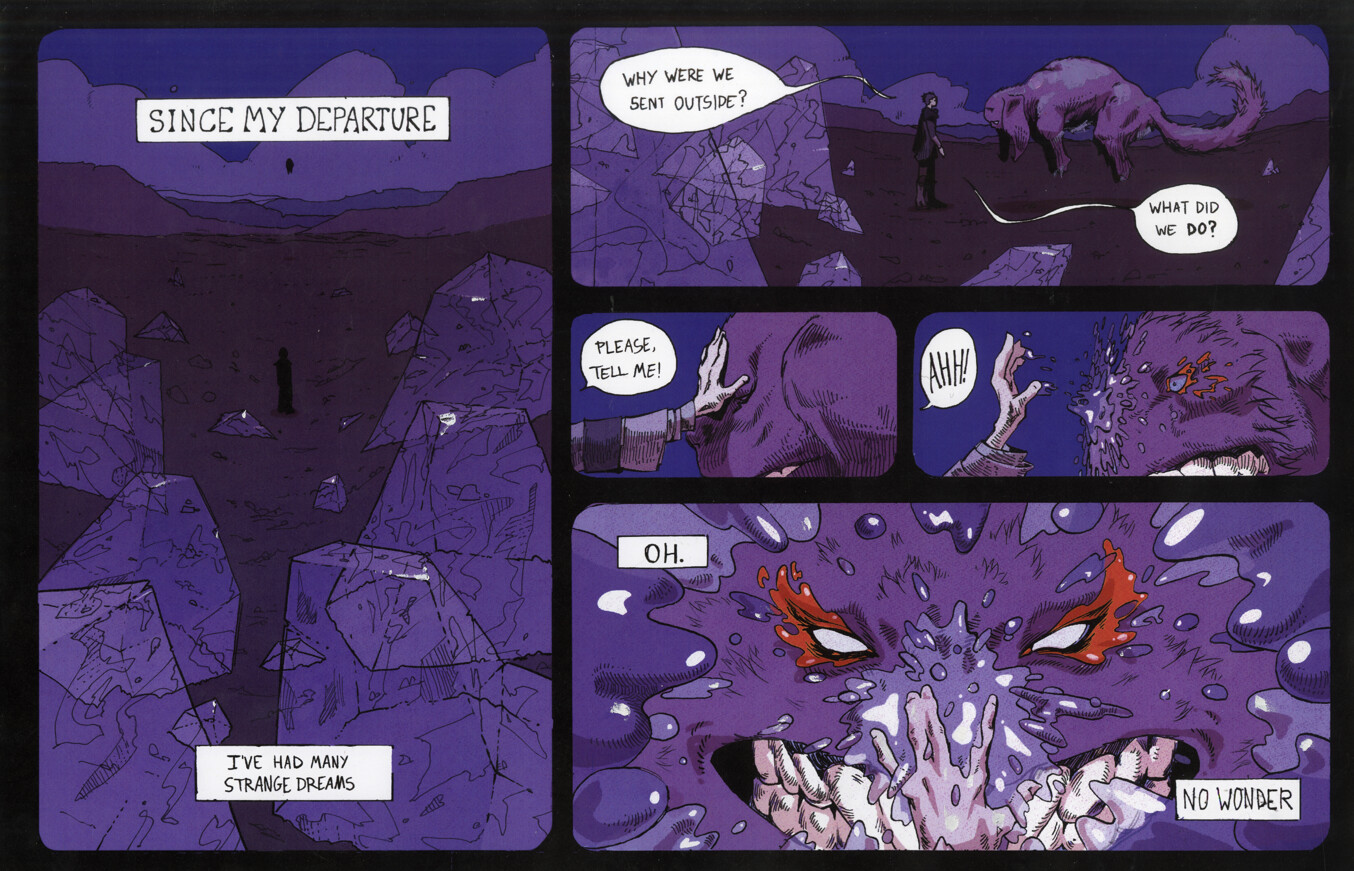 SINCE MY DEPARTURE
I'VE HAD MANY
STRANGE DREAMS
WHY WERE WE
SENT OUTSIDE?
WHAT DID
WE DO?
PLEASE,
TELL ME!
AHH!
OH.
NO WONDER